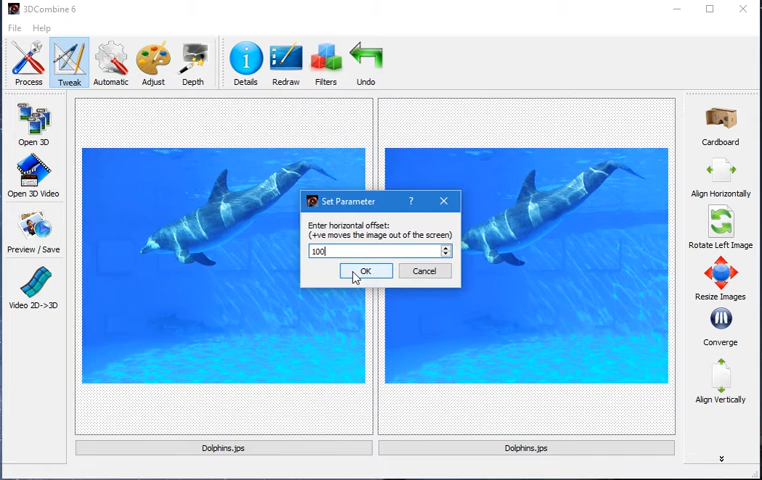 3DCombine 6
File Help
Process Tweak Automatic Adjust Depth Details Redraw Filters Undo
Open 3D
Open 3D Video
Preview / Save
Video 2D->3D
Set Parameter ?
Enter horizontal offset:
(+ve moves the image out of the screen)
100
OK Cancel
Cardboard
Align Horizontally
Rotate Left Image
Resize Images
Converge
Align Vertically
Dolphins.jps Dolphins.jps